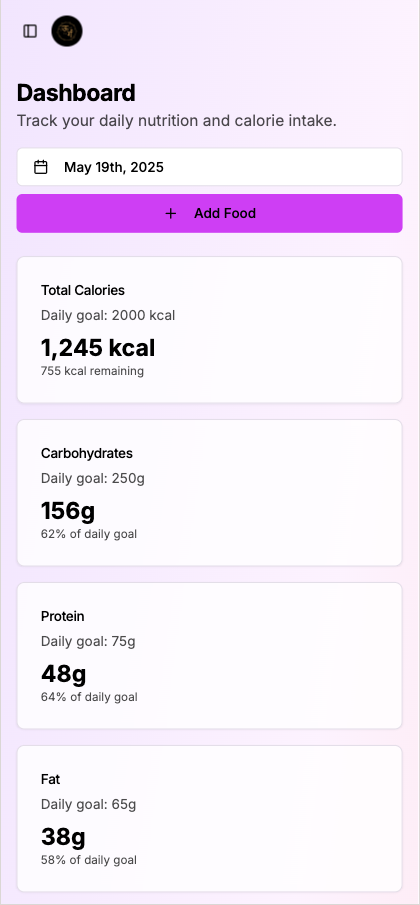 Dashboard
Track your daily nutrition and calorie intake.
May 19th, 2025
Add Food
Total Calories
Daily goal: 2000 kcal
1,245 kcal
755 kcal remaining
Carbohydrates
Daily goal: 250g
156g
62% of daily goal
Protein
Daily goal: 75g
48g
64% of daily goal
Fat
Daily goal: 65g
38g
58% of daily goal